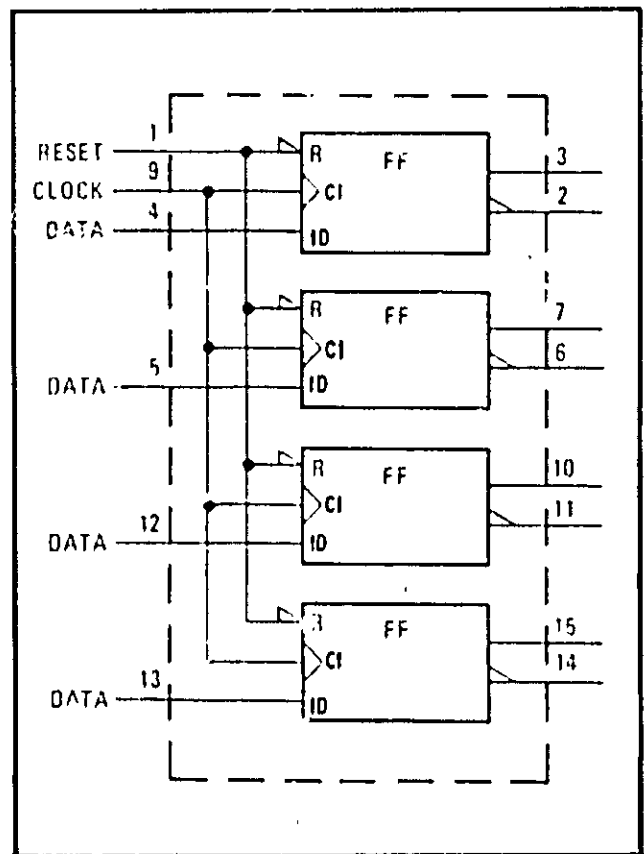 1
RESET R FF 3
9
CLOCK C1 2
4
DATA 1D
R FF 7
C1 6
5
DATA 1D
R FF 10
C1 11
12
DATA 1D
R FF 15
C1 14
13
DATA 1D